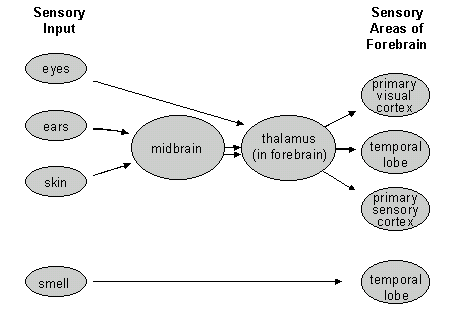 Sensory
Input
Sensory
Areas of
Forebrain
eyes
ears
skin
smell
midbrain
thalamus
(in forebrain)
primary
visual
cortex
temporal
lobe
primary
sensory
cortex
temporal
lobe